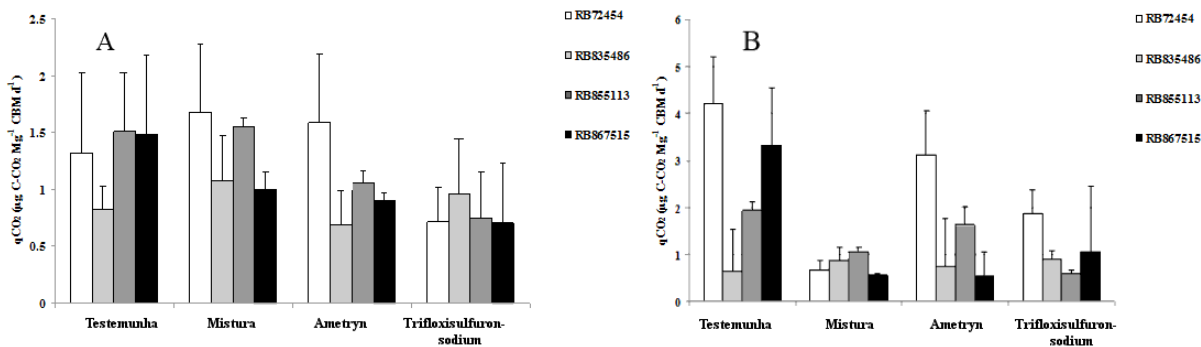 A
qCO₂ (µg C-CO₂ Mg⁻¹ CBM d⁻¹)
2.5
2
1.5
1
0.5
0
Testemunha
Mistura
Ametryn
Trifloxisulfuron-
sodium
RB72454
RB835486
RB855113
RB867515
B
qCO₂ (µg C-CO₂ Mg⁻¹ CBM d⁻¹)
6
5
4
3
2
1
0
Testemunha
Mistura
Ametryn
Trifloxisulfuron-
sodium
RB72454
RB835486
RB855113
RB867515